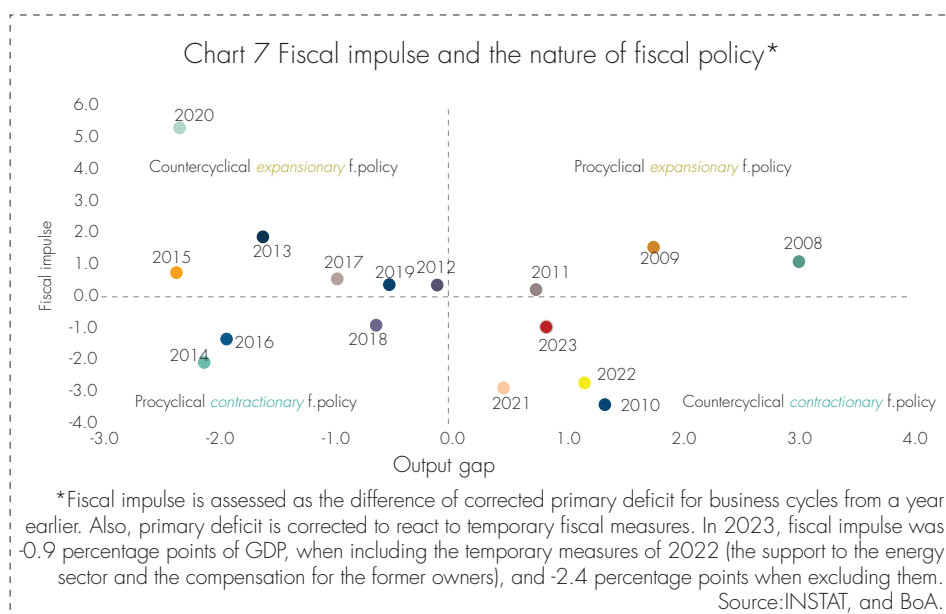 Chart 7 Fiscal impulse and the nature of fiscal policy*
6.0
2020
5.0
4.0
Countercyclical expansionary f.policy
Procyclical expansionary f.policy
3.0
Fiscal impulse
2.0
2015
2013
2017
2019
2012
2011
2009
2008
1.0
0.0
-1.0
2014
2016
2018
2023
-2.0
-3.0
2021
2022
2010
Procyclical contractionary f.policy
Countercyclical contractionary f.policy
-4.0
-3.0 -2.0 -1.0 0.0 1.0 2.0 3.0 4.0
Output gap
*Fiscal impulse is assessed as the difference of corrected primary deficit for business cycles from a year
earlier. Also, primary deficit is corrected to react to temporary fiscal measures. In 2023, fiscal impulse was
-0.9 percentage points of GDP, when including the temporary measures of 2022 (the support to the energy
sector and the compensation for the former owners), and -2.4 percentage points when excluding them.
Source:INSTAT, and BoA.